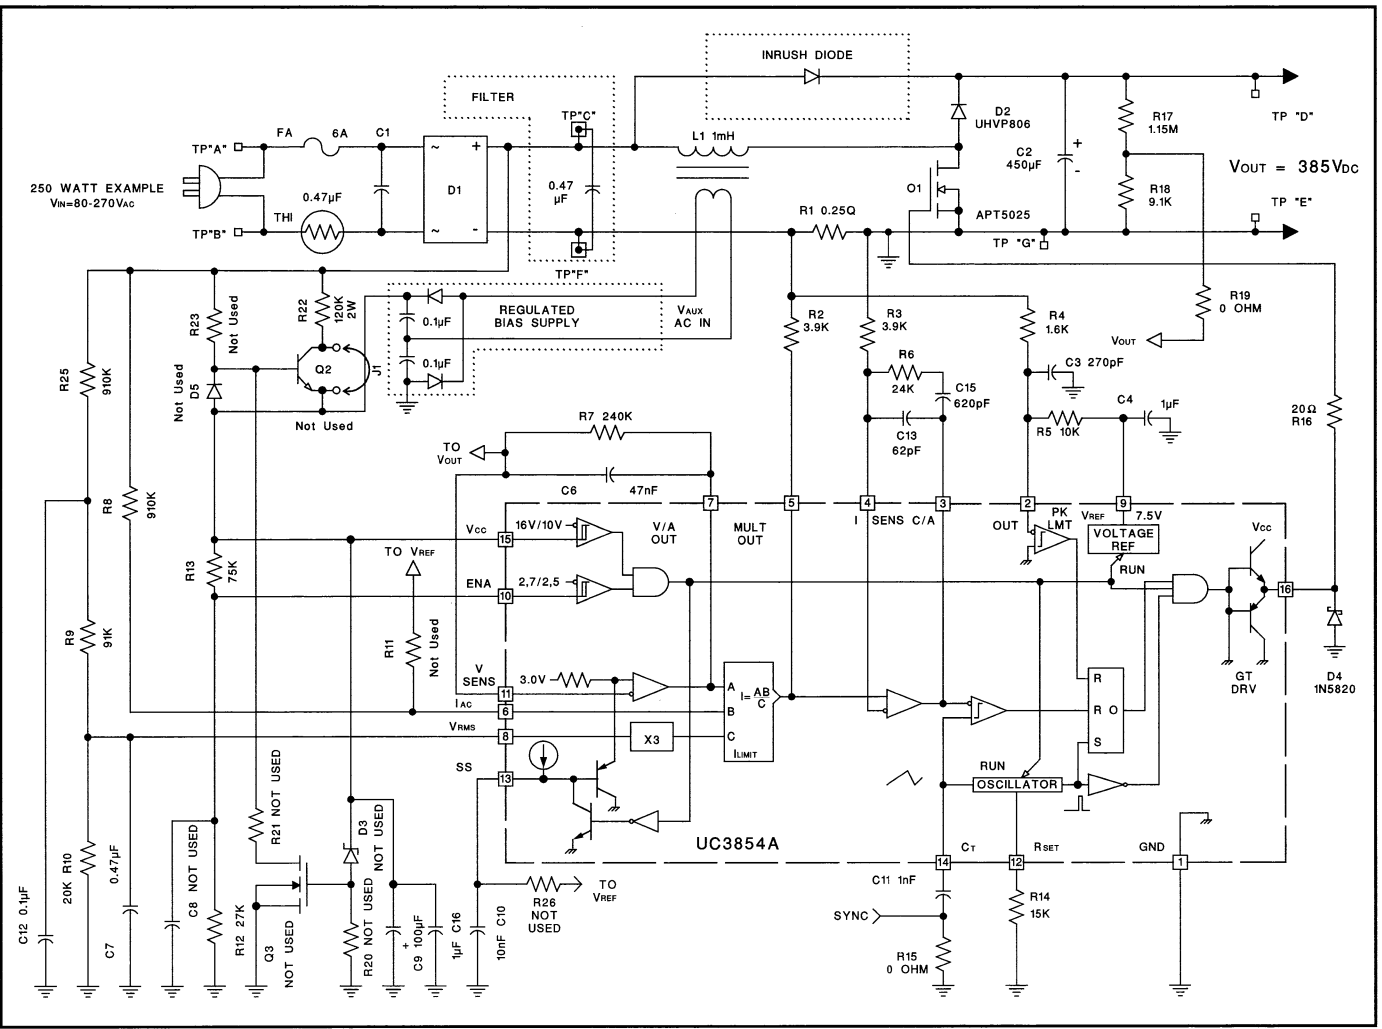 INRUSH DIODE
FILTER
TP"C"
TP "D"
FA 6A C1
TP"A"
L1 1mH
D2
UHVP806
R17
1.15M
250 WATT EXAMPLE
VIN=80-270VAC
0.47µF
THI
TP"B"
~ +
D1
~ -
0.47
µF
C2
450µF
+
-
VOUT = 385VDC
Q1
APT5025
R18
9.1K
TP "E"
R1 0.25Ω
TP "G"
TP"F"
R23
Not Used
R22
120K
2W
REGULATED
BIAS SUPPLY
0.1µF
0.1µF
VAUX
AC IN
R2
3.9K
R3
3.9K
R4
1.6K
R19
0 OHM
VOUT
R25
910K
Not Used
D5
Q2
J1
Not Used
R6
24K
C15
620pF
C3 270pF
C4
1µF
R5 10K
20Ω
R16
R7 240K
C13
62pF
TO
VOUT
C6
47nF
R8
910K
7
5
4
3
2
9
16V/10V
V/A
OUT
MULT
OUT
I SENS C/A
OUT
PK
LMT
VREF 7.5V
VOLTAGE
REF
RUN
VCC
VCC
15
TO VREF
ENA
10
2,7/2,5
R13
75K
16
R9
91K
R11
Not Used
V
SENS
11
3.0V
A
I= AB
C
B
C
ILIMIT
IAC
6
VRMS
8
X3
R
R O
S
GT
DRV
D4
1N5820
SS
13
RUN
OSCILLATOR
UC3854A
R21 NOT USED
D3
NOT USED
14
CT
12
RSET
GND
1
C12 0.1µF
20K R10
0.47µF
C7
C8 NOT USED
R12 27K
Q3
NOT USED
R20 NOT USED
+
C9 100µF
1µF C16
10nF C10
R26
NOT
USED
TO
VREF
C11 1nF
SYNC
R15
0 OHM
R14
15K